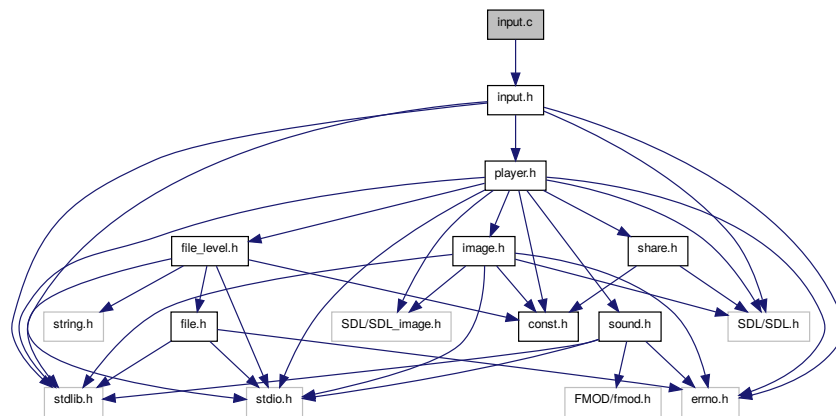 input.c
input.h
player.h
file_level.h
image.h
share.h
string.h
file.h
SDL/SDL_image.h
const.h
sound.h
SDL/SDL.h
stdlib.h
stdio.h
FMOD/fmod.h
errno.h